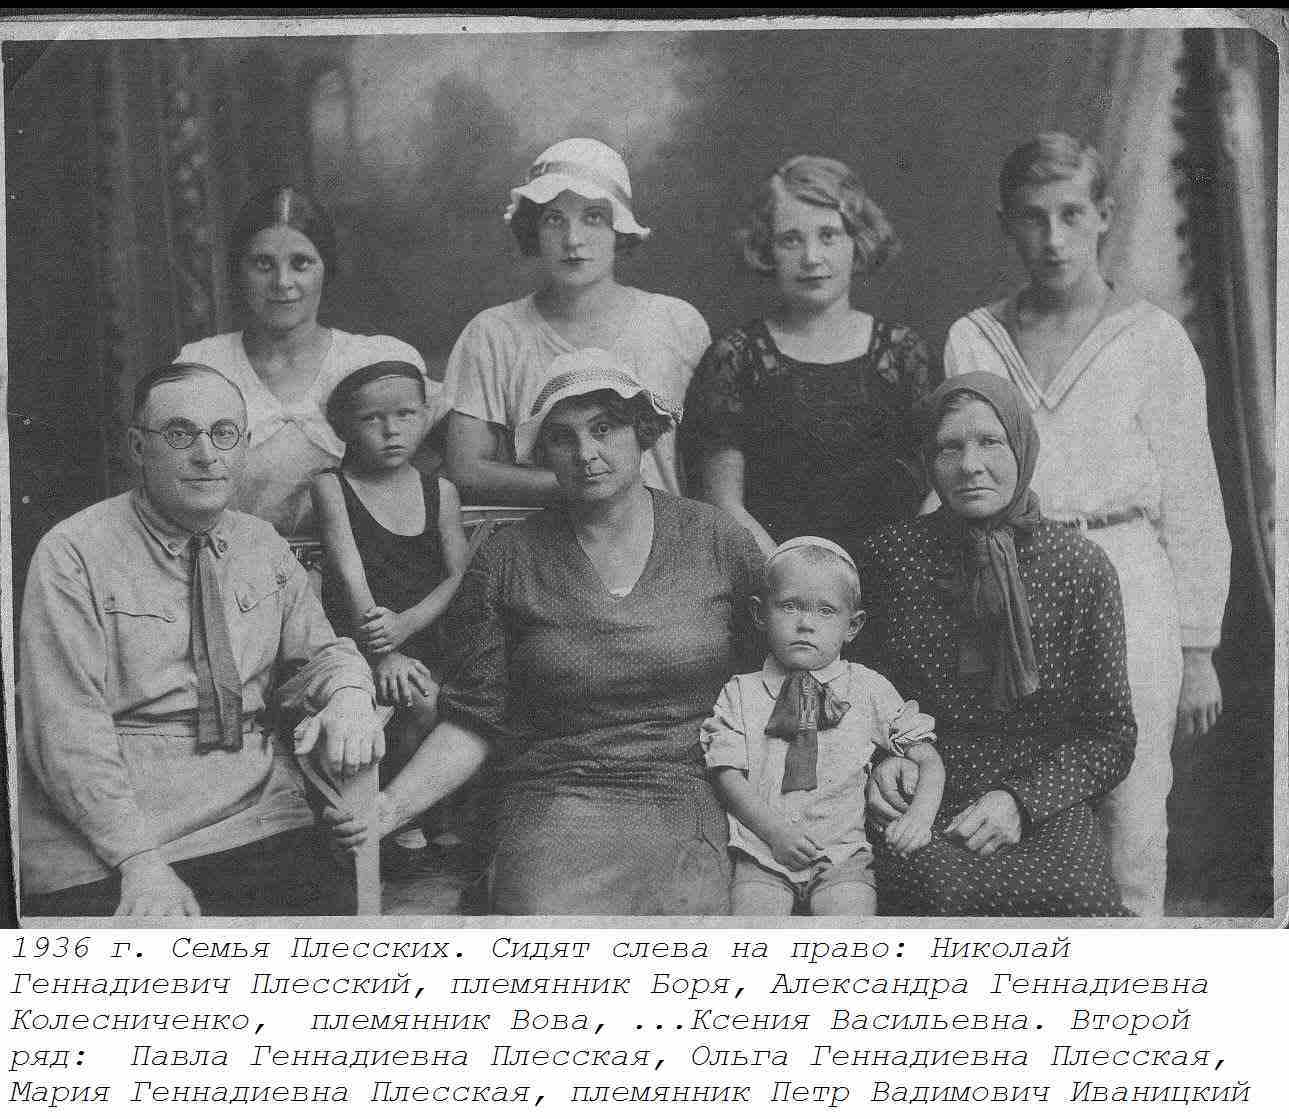 1936 г. Семья Плесских. Сидят слева на право: Николай
Геннадиевич Плесский, племянник Боря, Александра Геннадиевна
Колесниченко,  племянник Вова, ...Ксения Васильевна. Второй
ряд:  Павла Геннадиевна Плесская, Ольга Геннадиевна Плесская,
Мария Геннадиевна Плесская, племянник Петр Вадимович Иваницкий